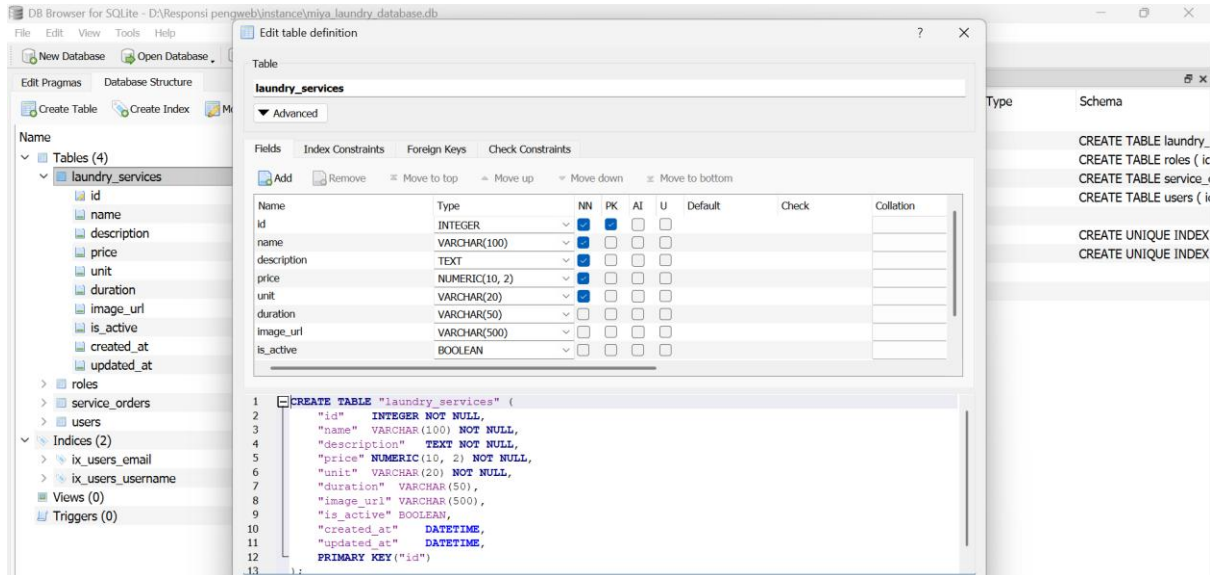 DB Browser for SQLite - D:\Responsi pengweb\instance\miya_laundry_database.db
File Edit View Tools Help
New Database Open Database
Edit Pragmas Database Structure
Create Table Create Index
Name
Tables (4)
laundry_services
id
name
description
price
unit
duration
image_url
is_active
created_at
updated_at
roles
service_orders
users
Indices (2)
ix_users_email
ix_users_username
Views (0)
Triggers (0)
Edit table definition ?
Table
laundry_services
Advanced
Fields Index Constraints Foreign Keys Check Constraints
Add Remove Move to top Move up Move down Move to bottom
Name Type NN PK AI U Default Check Collation
id INTEGER
name VARCHAR(100)
description TEXT
price NUMERIC(10, 2)
unit VARCHAR(20)
duration VARCHAR(50)
image_url VARCHAR(500)
is_active BOOLEAN
1 CREATE TABLE "laundry_services" (
2 "id" INTEGER NOT NULL,
3 "name" VARCHAR(100) NOT NULL,
4 "description" TEXT NOT NULL,
5 "price" NUMERIC(10, 2) NOT NULL,
6 "unit" VARCHAR(20) NOT NULL,
7 "duration" VARCHAR(50),
8 "image_url" VARCHAR(500),
9 "is_active" BOOLEAN,
10 "created_at" DATETIME,
11 "updated_at" DATETIME,
12 PRIMARY KEY("id")
13 );
Type Schema
CREATE TABLE laundry_
CREATE TABLE roles (
CREATE TABLE service_
CREATE TABLE users (
CREATE UNIQUE INDEX
CREATE UNIQUE INDEX